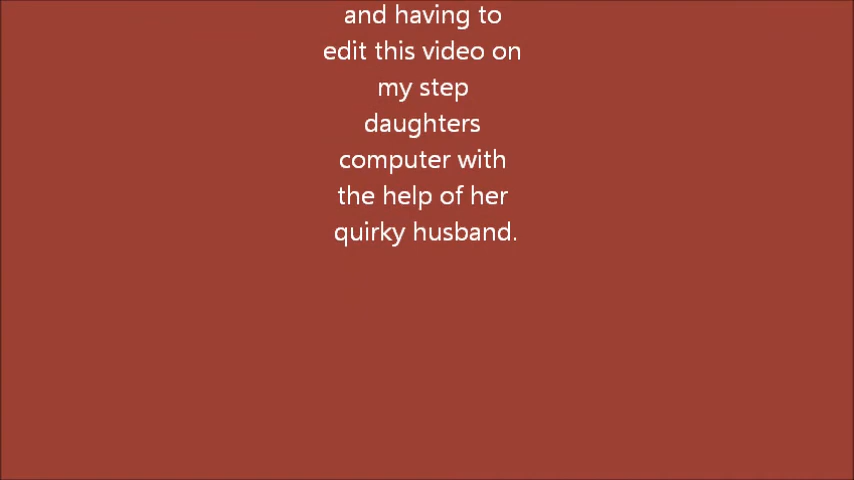 and having to
edit this video on
my step
daughters
computer with
the help of her
quirky husband.